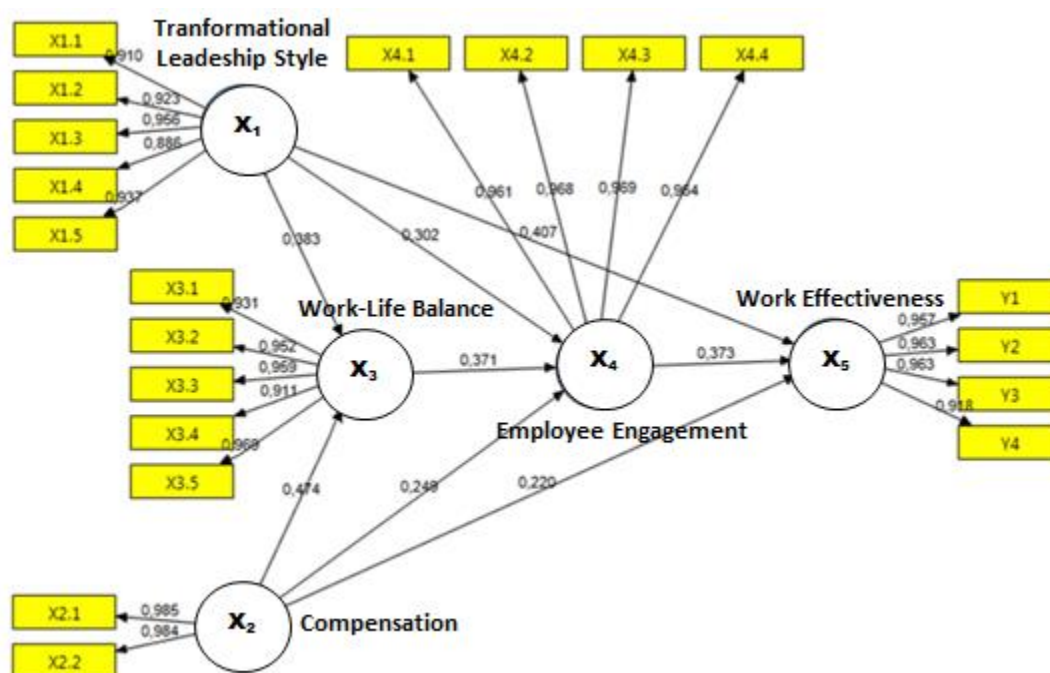 Tranformational
Leadeship Style
X1.1
X1.2
X1.3
X1.4
X1.5
0,910
0,923
0,956
0,886
0,937
X₁
X4.1
X4.2
X4.3
X4.4
0,961
0,968
0,969
0,964
0,383
0,302
0,407
X3.1
X3.2
X3.3
X3.4
X3.5
0,931
0,952
0,959
0,911
0,969
Work-Life Balance
X₃
0,371
X₄
Employee Engagement
0,373
Work Effectiveness
X₅
0,957
0,963
0,963
0,918
Y1
Y2
Y3
Y4
0,474
0,249
0,220
X2.1
X2.2
0,985
0,984
X₂
Compensation